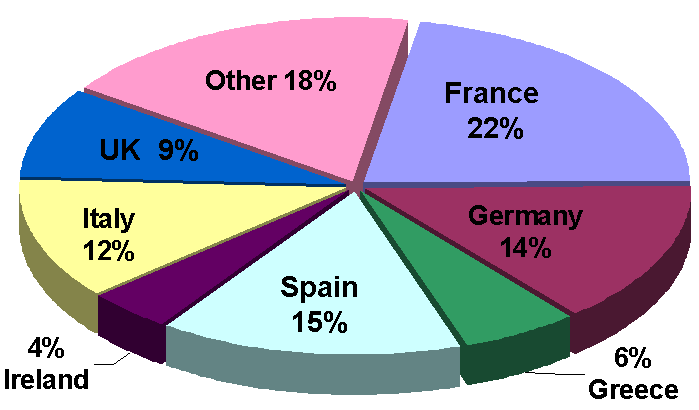 Other 18%
France
22%
UK 9%
Germany
14%
Italy
12%
Spain
15%
4%
Ireland
6%
Greece